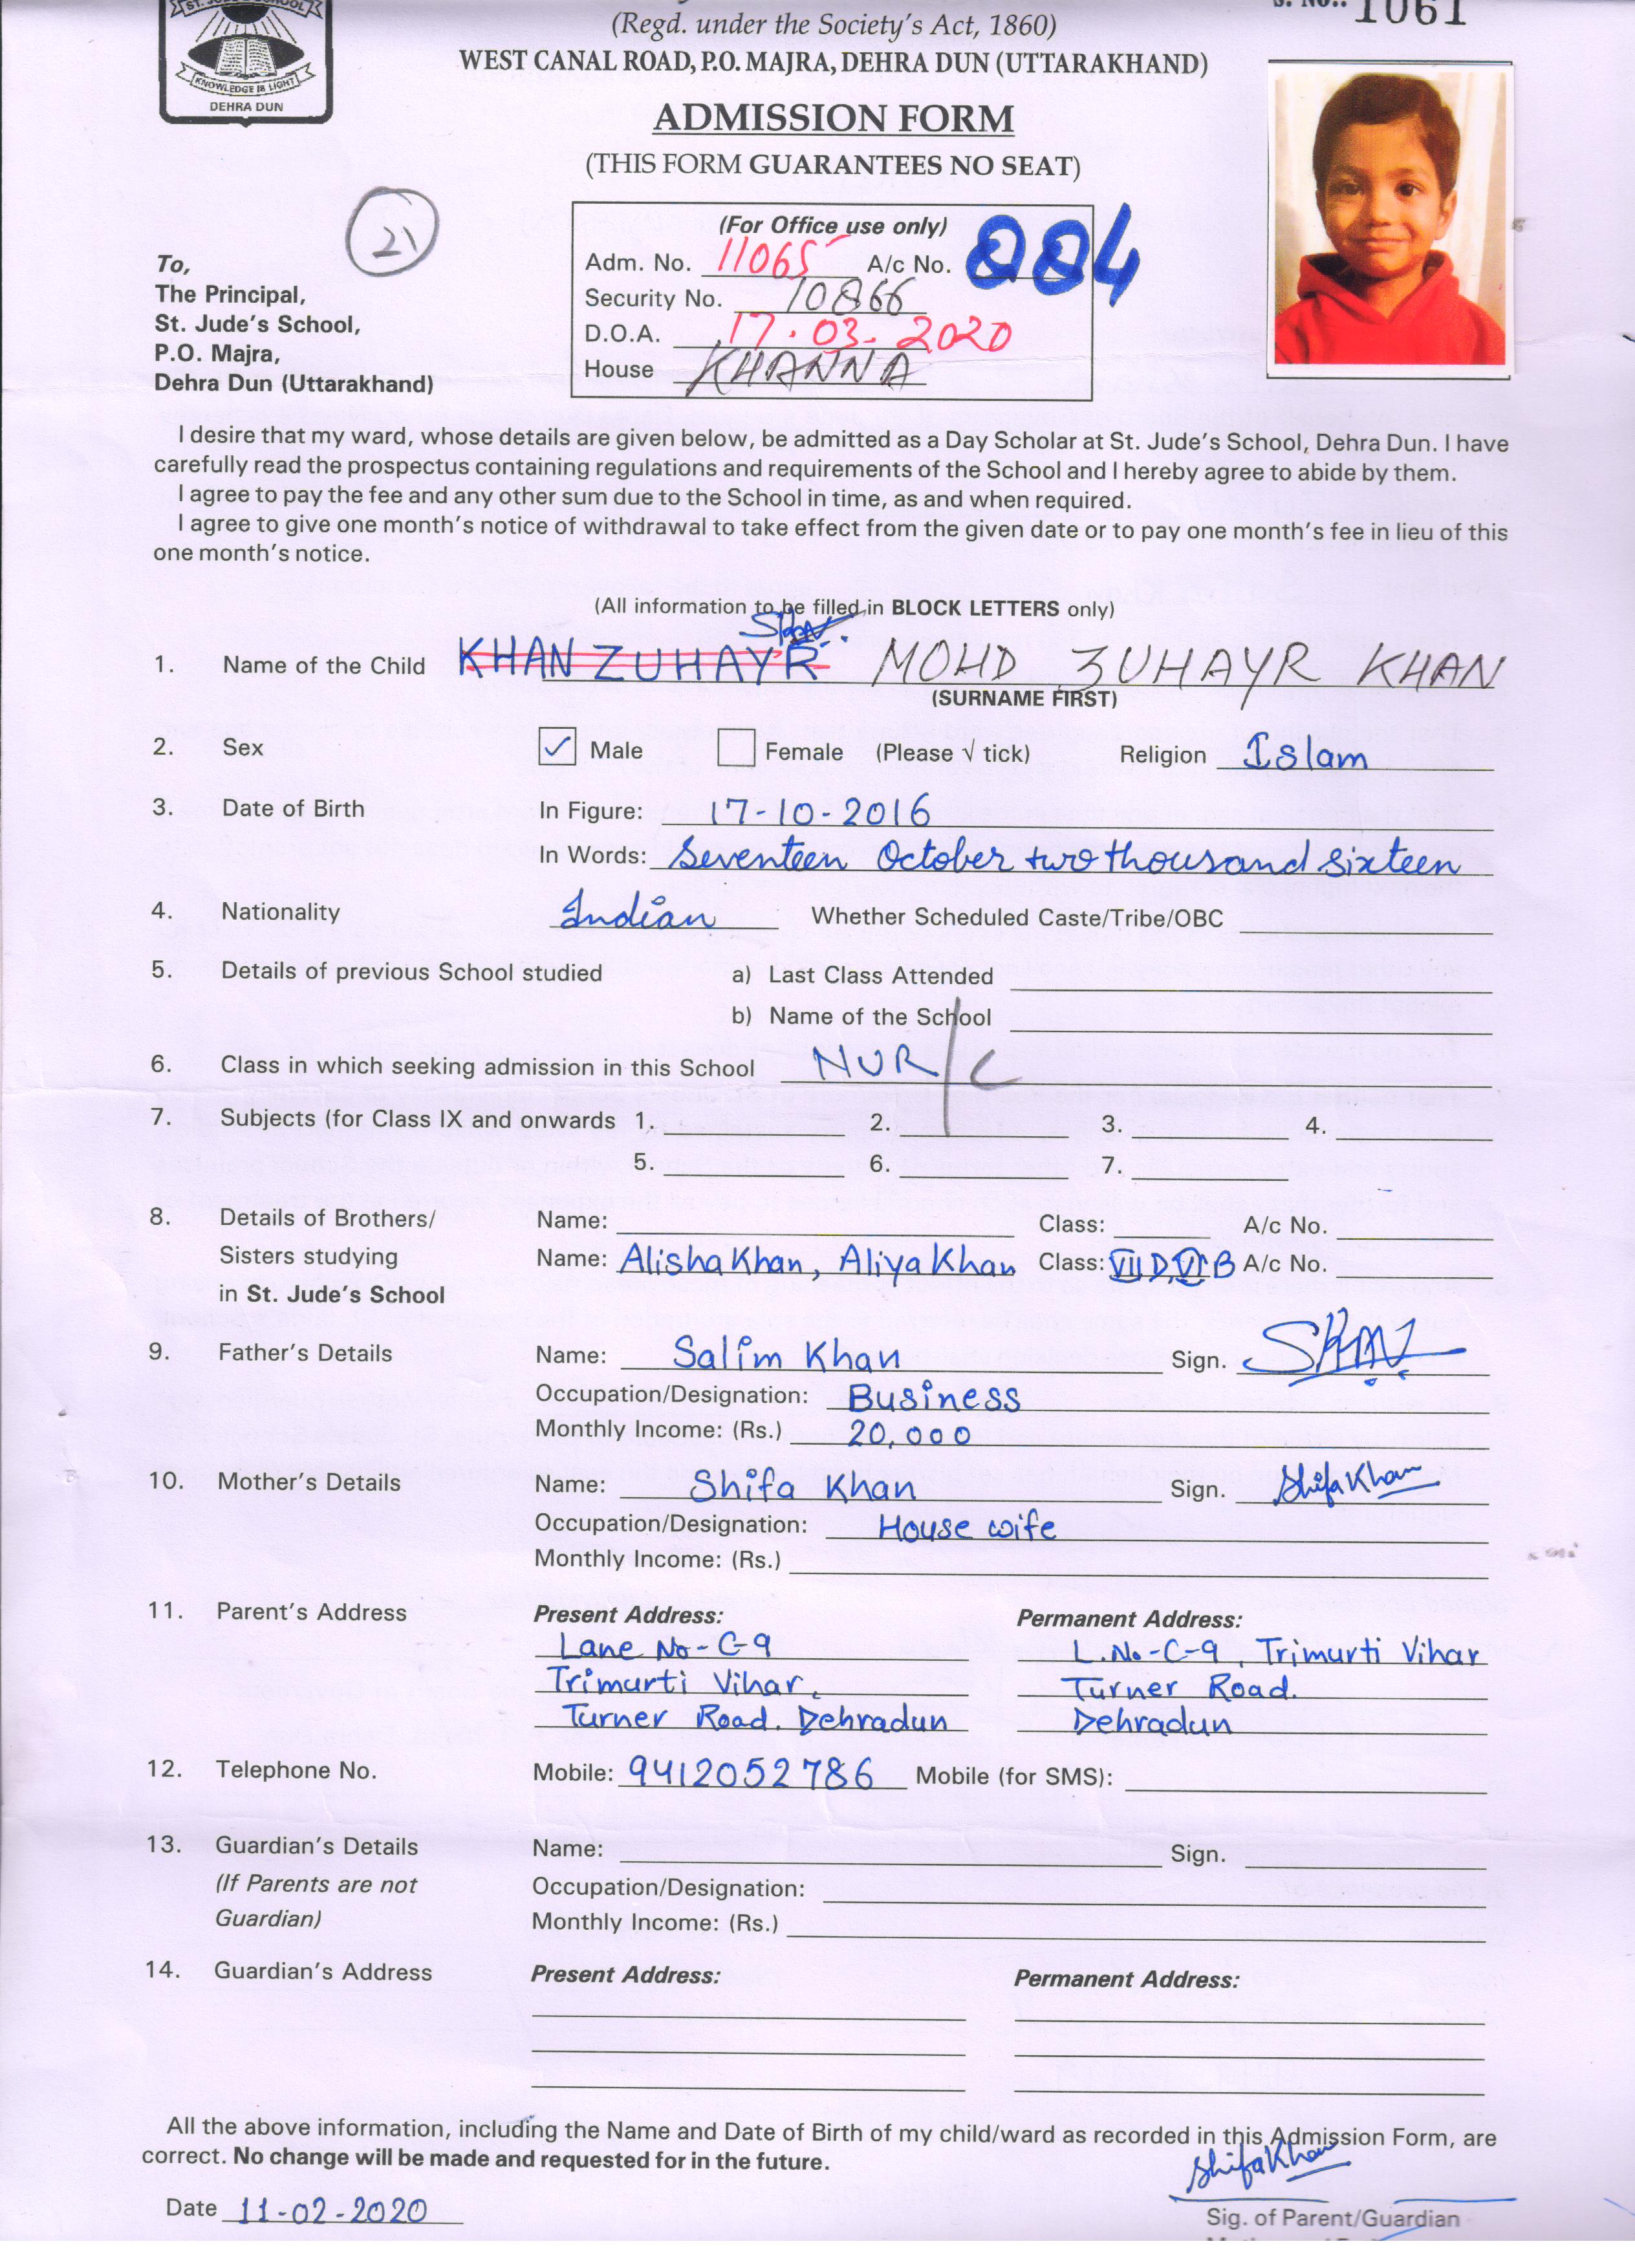 ST. JUDE'S SCHOOL
KNOWLEDGE IS LIGHT
DEHRA DUN
(Regd. under the Society's Act, 1860)
S. No.. 1061
WEST CANAL ROAD, P.O. MAJRA, DEHRA DUN (UTTARAKHAND)
ADMISSION FORM
(THIS FORM GUARANTEES NO SEAT)
21
(For Office use only)
Adm. No. 11065 A/c No. 884
Security No. 10866
D.O.A. 17.03.2020
House KHANNA
To,
The Principal,
St. Jude's School,
P.O. Majra,
Dehra Dun (Uttarakhand)
I desire that my ward, whose details are given below, be admitted as a Day Scholar at St. Jude's School, Dehra Dun. I have
carefully read the prospectus containing regulations and requirements of the School and I hereby agree to abide by them.
I agree to pay the fee and any other sum due to the School in time, as and when required.
I agree to give one month's notice of withdrawal to take effect from the given date or to pay one month's fee in lieu of this
one month's notice.
(All information to be filled in BLOCK LETTERS only)
1. Name of the Child KHAN ZUHAYR MOHD ZUHAYR KHAN
(SURNAME FIRST)
2. Sex Male Female (Please √ tick) Religion Islam
3. Date of Birth In Figure: 17-10-2016
In Words: Seventeen October two thousand sixteen
4. Nationality Indian Whether Scheduled Caste/Tribe/OBC
5. Details of previous School studied a) Last Class Attended
b) Name of the School
6. Class in which seeking admission in this School NUR/C
7. Subjects (for Class IX and onwards 1. 2. 3. 4.
5. 6. 7.
8. Details of Brothers/ Name: Class: A/c No.
Sisters studying Name: Alisha Khan, Aliya Khan Class: VII D, VI B A/c No.
in St. Jude's School
9. Father's Details Name: Salim Khan Sign.
Occupation/Designation: Business
Monthly Income: (Rs.) 20,000
10. Mother's Details Name: Shifa Khan Sign. Shifa Khan
Occupation/Designation: House wife
Monthly Income: (Rs.)
11. Parent's Address Present Address: Permanent Address:
Lane No-C-9 L.No-C-9, Trimurti Vihar
Trimurti Vihar, Turner Road.
Turner Road. Dehradun Dehradun
12. Telephone No. Mobile: 9412052786 Mobile (for SMS):
13. Guardian's Details Name: Sign.
(If Parents are not Occupation/Designation:
Guardian) Monthly Income: (Rs.)
14. Guardian's Address Present Address: Permanent Address:
All the above information, including the Name and Date of Birth of my child/ward as recorded in this Admission Form, are
correct. No change will be made and requested for in the future.
Shifa Khan
Date 11-02-2020
Sig. of Parent/Guardian